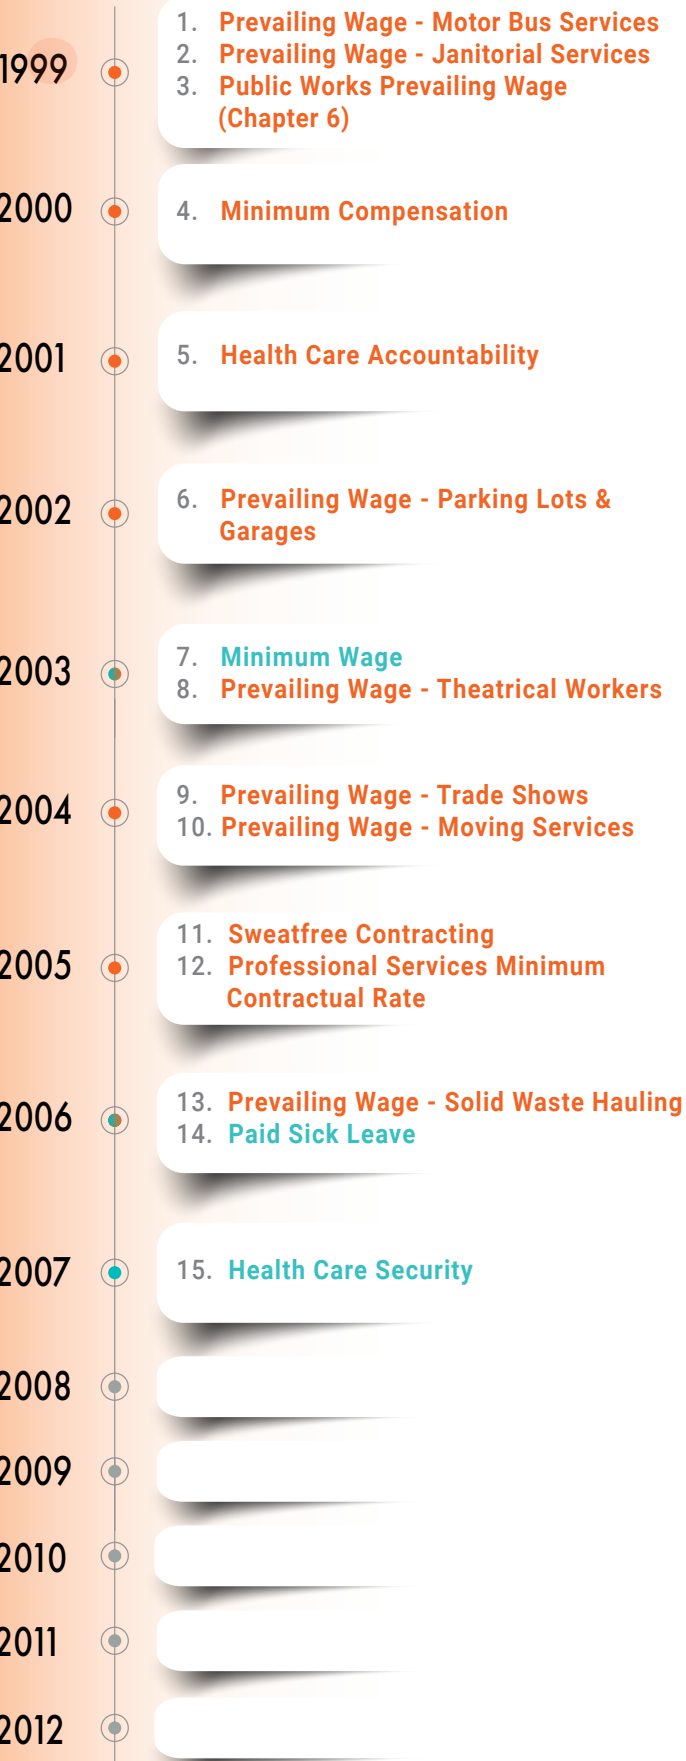 1999
1. Prevailing Wage - Motor Bus Services
2. Prevailing Wage - Janitorial Services
3. Public Works Prevailing Wage
(Chapter 6)
2000
4. Minimum Compensation
2001
5. Health Care Accountability
2002
6. Prevailing Wage - Parking Lots &
Garages
2003
7. Minimum Wage
8. Prevailing Wage - Theatrical Workers
2004
9. Prevailing Wage - Trade Shows
10. Prevailing Wage - Moving Services
2005
11. Sweatfree Contracting
12. Professional Services Minimum
Contractual Rate
2006
13. Prevailing Wage - Solid Waste Hauling
14. Paid Sick Leave
2007
15. Health Care Security
2008
2009
2010
2011
2012